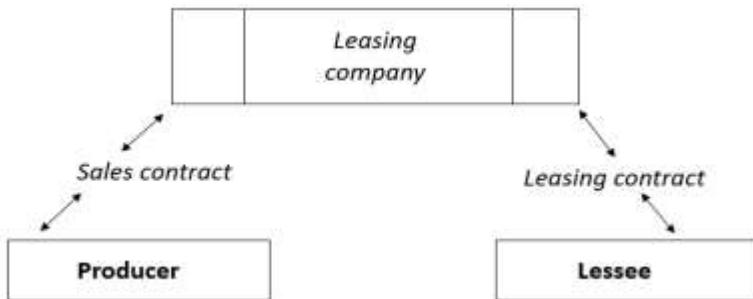 Leasing
company
Sales contract
Leasing contract
Producer
Lessee